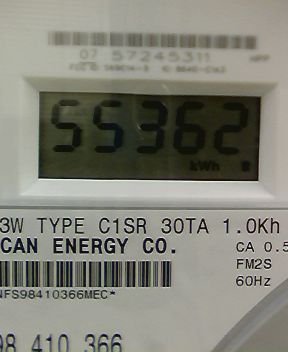 07 57245311
55362
kWh R
3W TYPE C1SR 30TA 1.0Kh
CAN ENERGY CO.
CA 0.5
FM2S
60Hz
NFS98410366MEC*
98 410 366